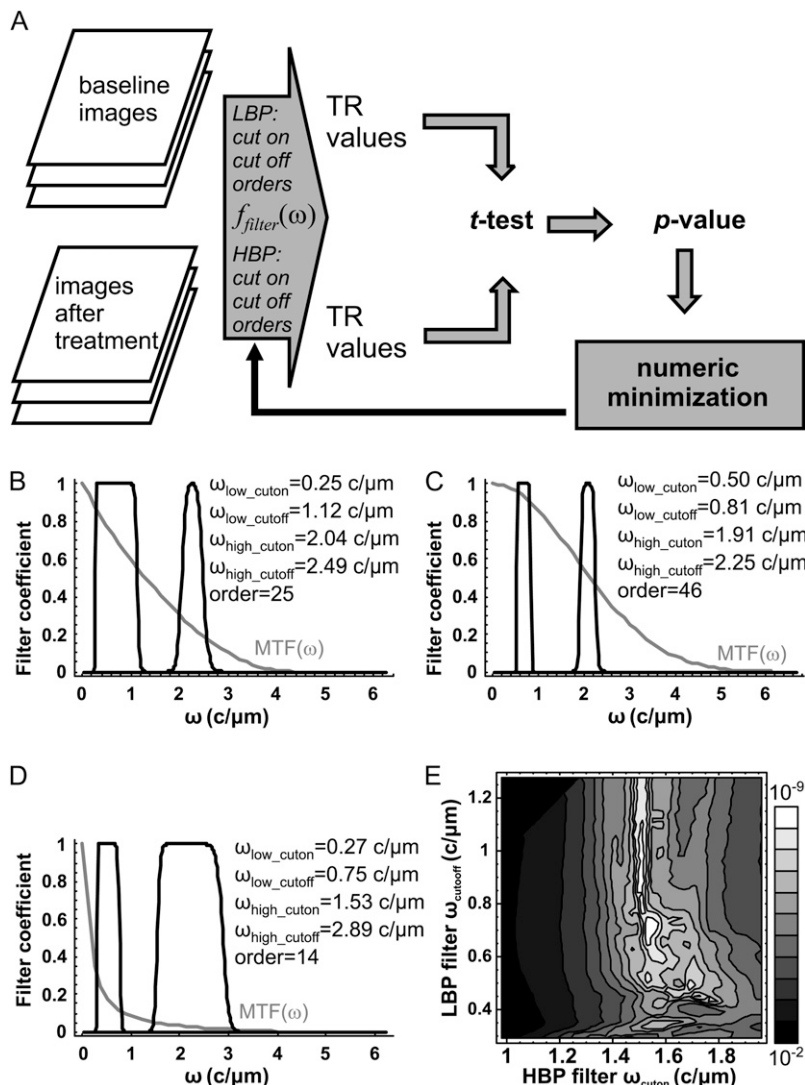 A
baseline
images
LBP:
cut on
cut off
orders
f_filter(ω)
HBP:
cut on
cut off
orders
TR
values
t-test
p-value
images
after
treatment
TR
values
numeric
minimization
B
ω_low_cuton=0.25 c/µm
ω_low_cutoff=1.12 c/µm
ω_high_cuton=2.04 c/µm
ω_high_cutoff=2.49 c/µm
order=25
MTF(ω)
Filter coefficient
1
0.8
0.6
0.4
0.2
0
0 1 2 3 4 5 6
ω (c/µm)
C
ω_low_cuton=0.50 c/µm
ω_low_cutoff=0.81 c/µm
ω_high_cuton=1.91 c/µm
ω_high_cutoff=2.25 c/µm
order=46
MTF(ω)
Filter coefficient
1
0.8
0.6
0.4
0.2
0
0 1 2 3 4 5 6
ω (c/µm)
D
ω_low_cuton=0.27 c/µm
ω_low_cutoff=0.75 c/µm
ω_high_cuton=1.53 c/µm
ω_high_cutoff=2.89 c/µm
order=14
MTF(ω)
Filter coefficient
1
0.8
0.6
0.4
0.2
0
0 1 2 3 4 5 6
ω (c/µm)
E
LBP filter ω_cutooff (c/µm)
1.2
1
0.8
0.6
0.4
1 1.2 1.4 1.6 1.8
HBP filter ω_cuton (c/µm)
10^-9
10^-2